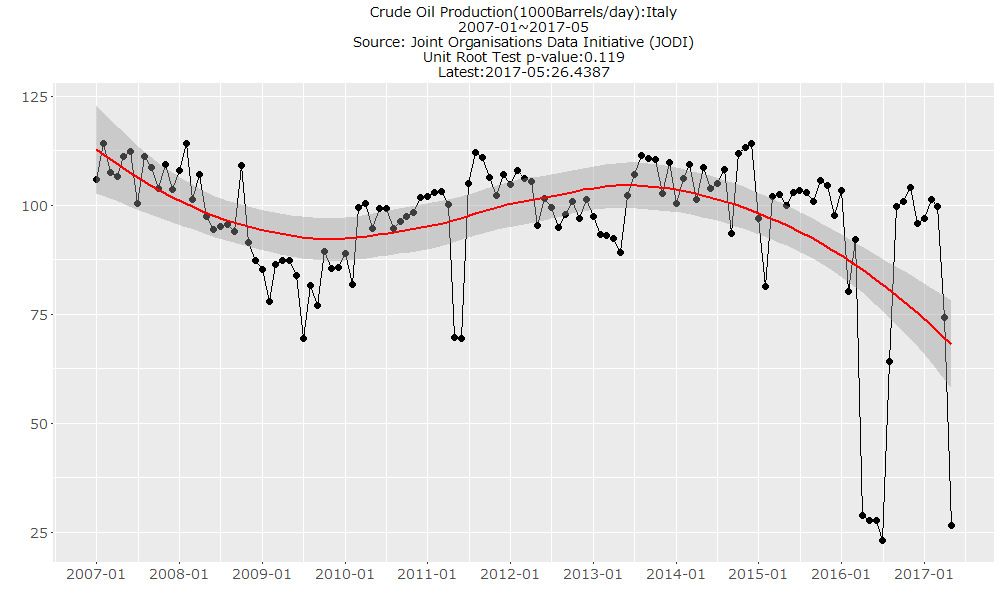 Crude Oil Production(1000Barrels/day):Italy
2007-01~2017-05
Source: Joint Organisations Data Initiative (JODI)
Unit Root Test p-value:0.119
Latest:2017-05:26.4387
125
100
75
50
25
2007-01 2008-01 2009-01 2010-01 2011-01 2012-01 2013-01 2014-01 2015-01 2016-01 2017-01